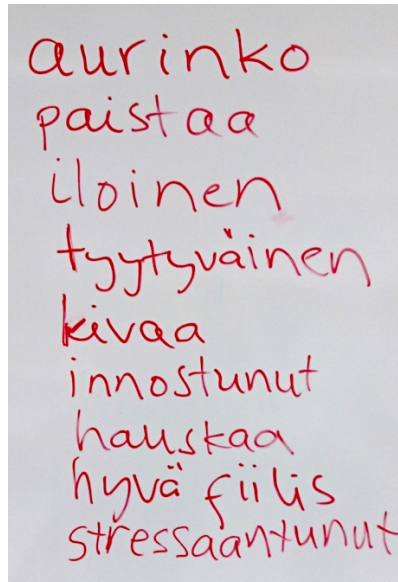 aurinko
paistaa
iloinen
tyytyväinen
kivaa
innostunut
hauskaa
hyvä fiilis
stressaantunut